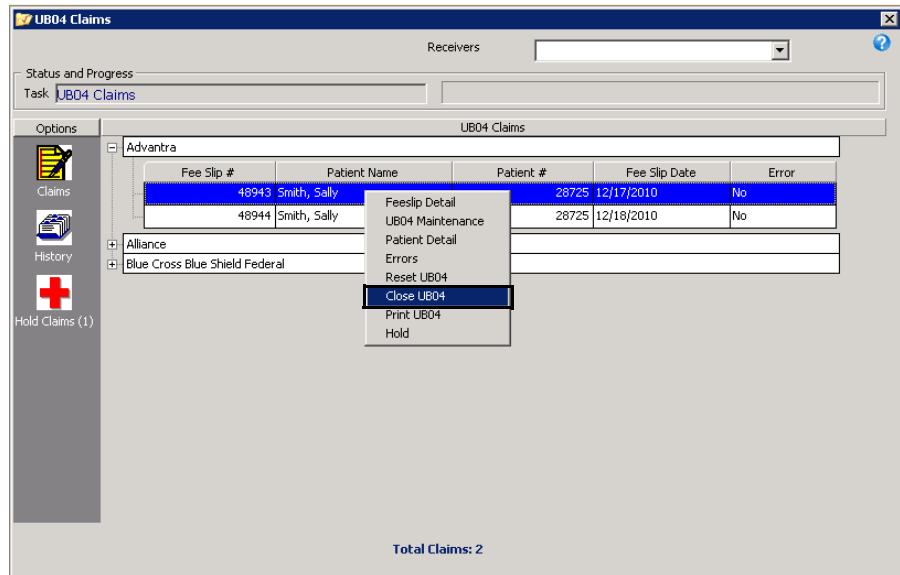 UB04 Claims
Receivers
Status and Progress
Task UB04 Claims
Options
UB04 Claims
Claims
History
Hold Claims (1)
Advantra
Fee Slip # Patient Name Patient # Fee Slip Date Error
48943 Smith, Sally 28725 12/17/2010 No
48944 Smith, Sally 28725 12/18/2010 No
Alliance
Blue Cross Blue Shield Federal
Feeslip Detail
UB04 Maintenance
Patient Detail
Errors
Reset UB04
Close UB04
Print UB04
Hold
Total Claims: 2